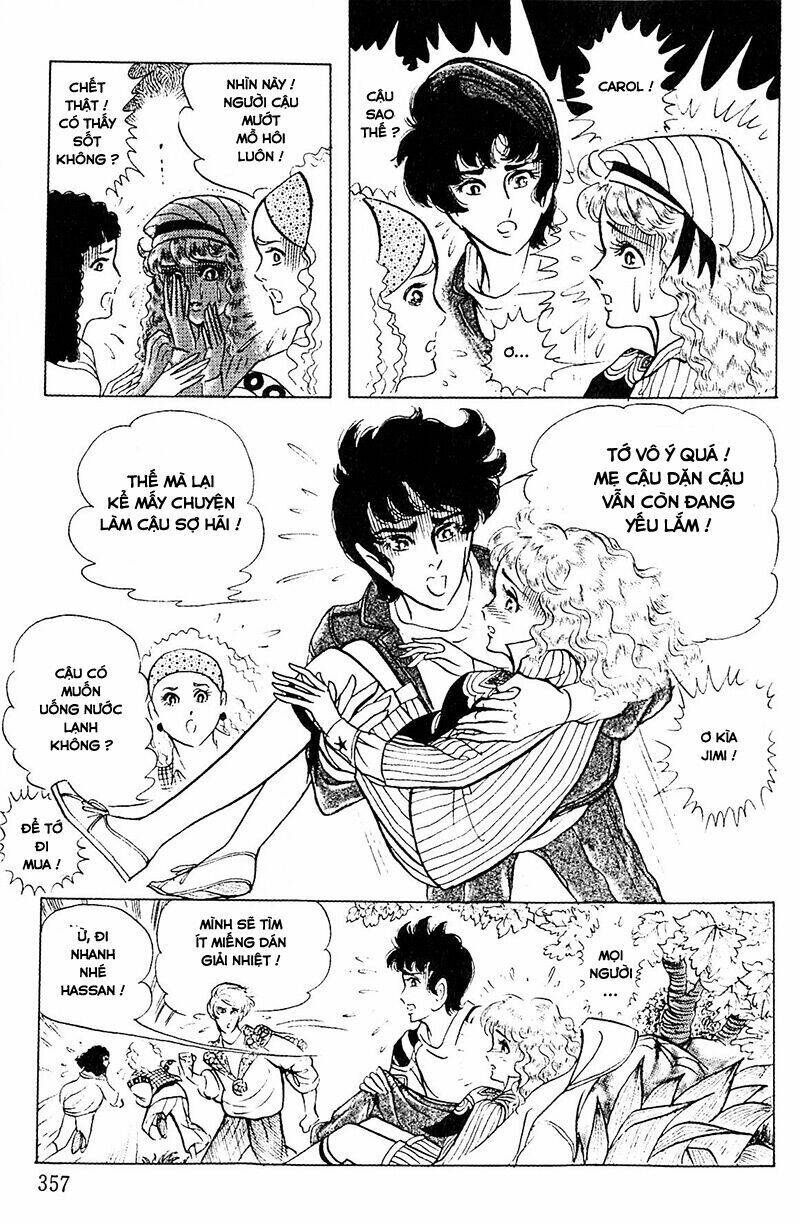 CAROL !
CẬU
SAO
THẾ ?
Ơ...
NHÌN NÀY !
NGƯỜI CẬU
MƯỚT
MỒ HÔI
LUÔN !
CHẾT
THẬT !
CÓ THẤY
SỐT
KHÔNG ?
TỚ VÔ Ý QUÁ !
MẸ CẬU DẶN CẬU
VẪN CÒN ĐANG
YẾU LẮM !
THẾ MÀ LẠI
KỂ MẤY CHUYỆN
LÀM CẬU SỢ HÃI !
Ơ KÌA
JIMI !
CẬU CÓ
MUỐN
UỐNG NƯỚC
LẠNH
KHÔNG ?
ĐỂ TỚ
ĐI
MUA !
MỌI
NGƯỜI
...
MÌNH SẼ TÌM
ÍT MIẾNG DÁN
GIẢI NHIỆT !
Ừ, ĐI
NHANH
NHÉ
HASSAN !
357